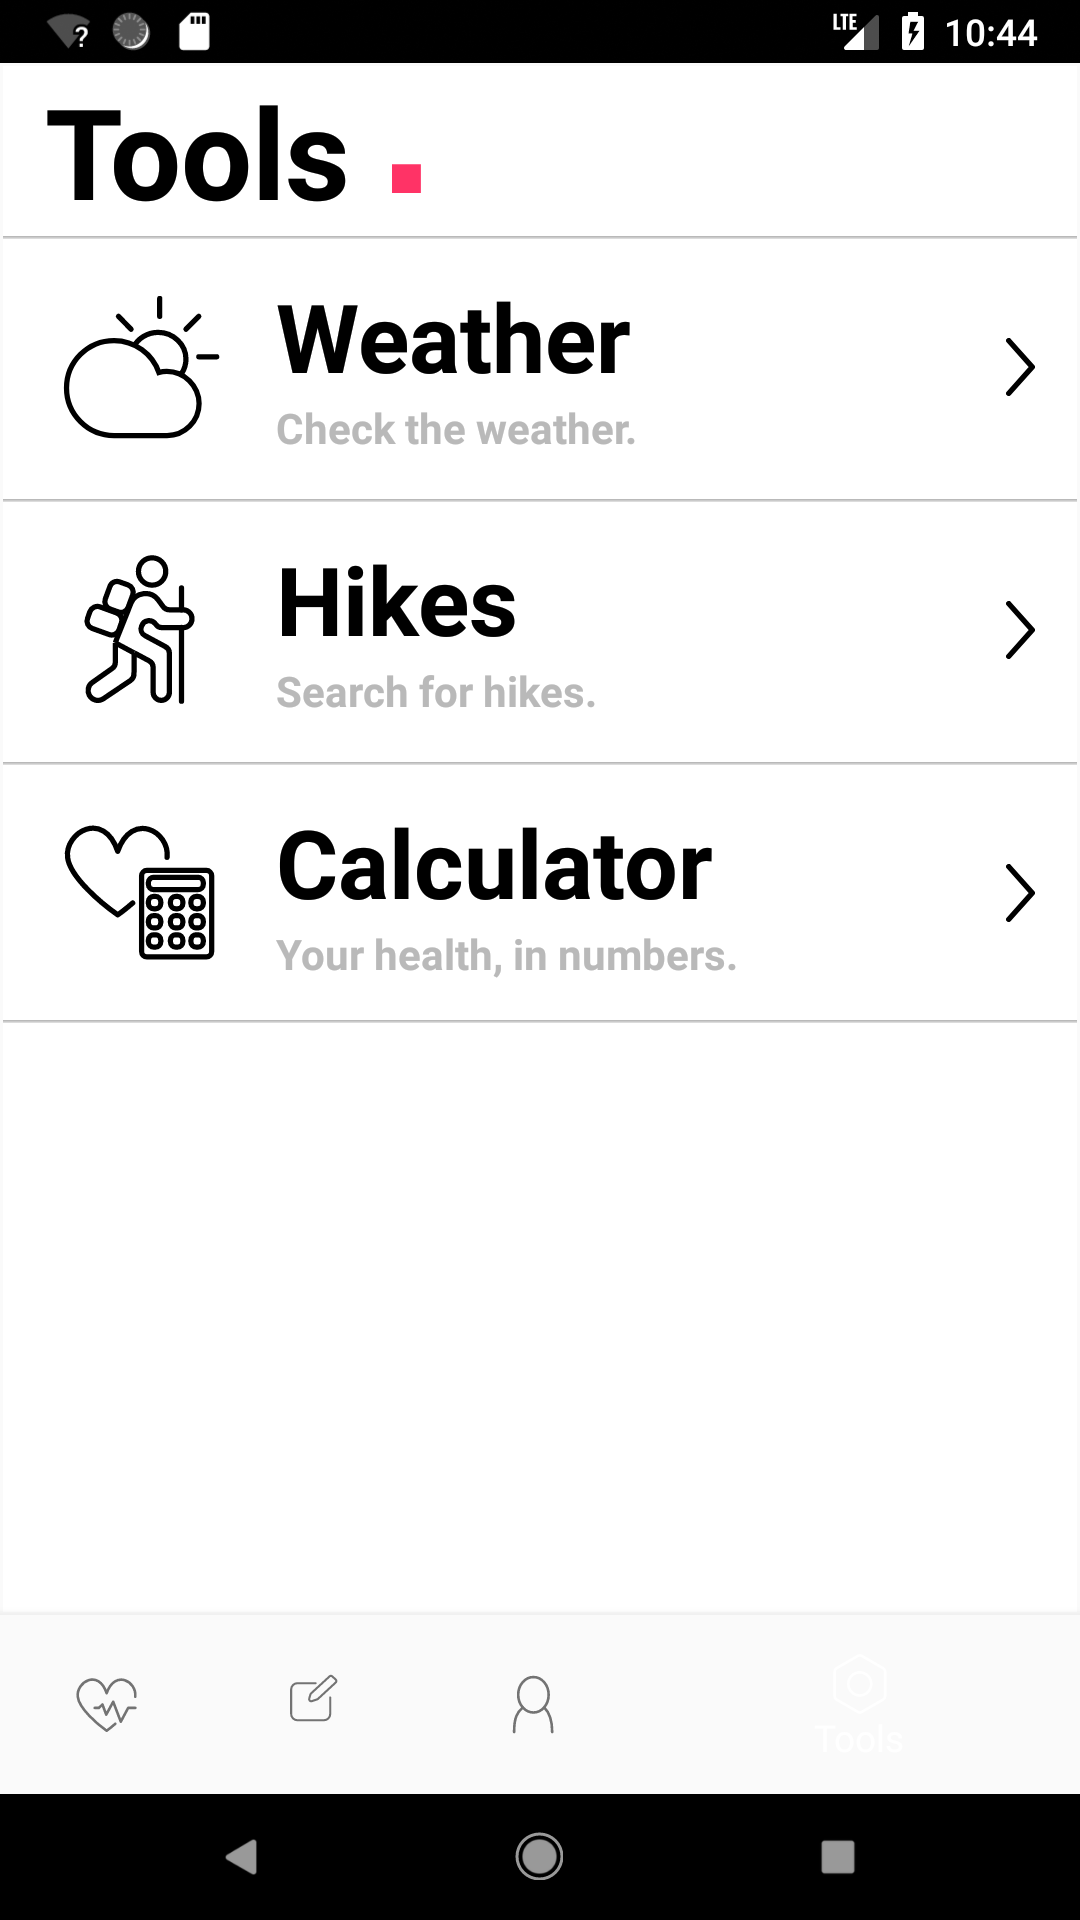 LTE 10:44
Tools
Weather
Check the weather.
Hikes
Search for hikes.
Calculator
Your health, in numbers.
Tools